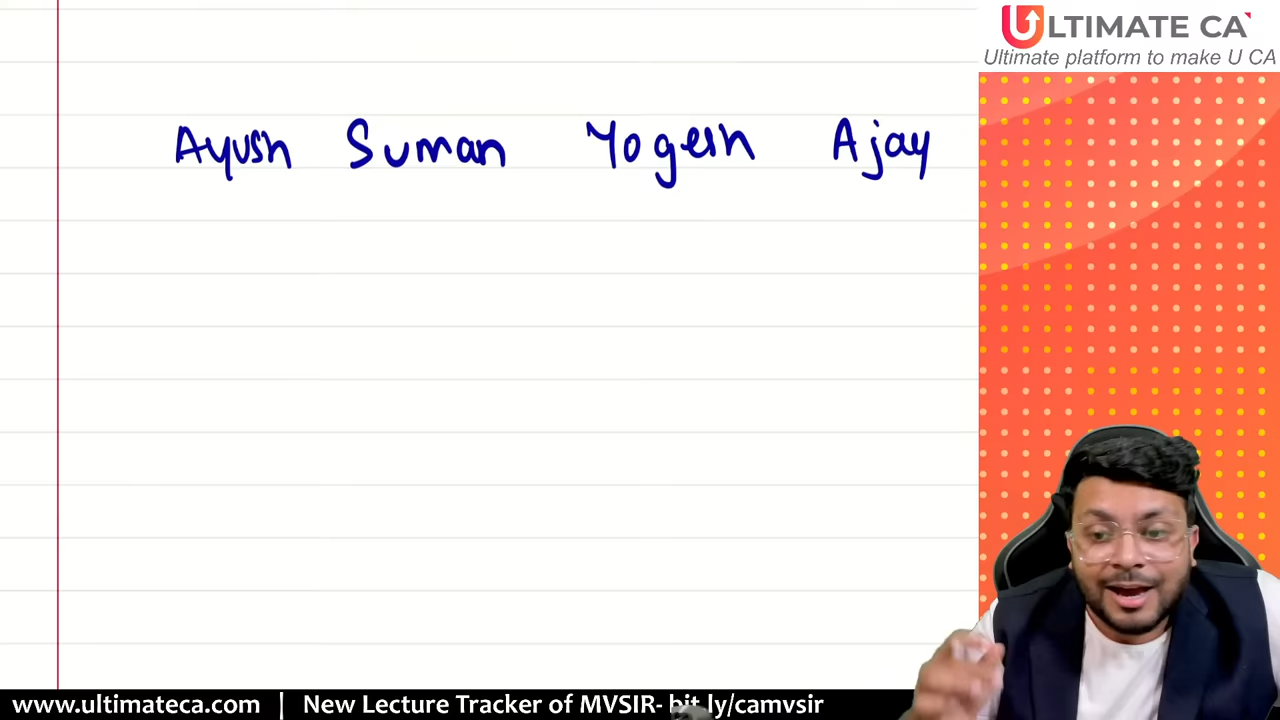 ULTIMATE CA
Ultimate platform to make U CA
Ayush Suman Yogesh Ajay
www.ultimateca.com | New Lecture Tracker of MVSIR- bit ly/camvsir